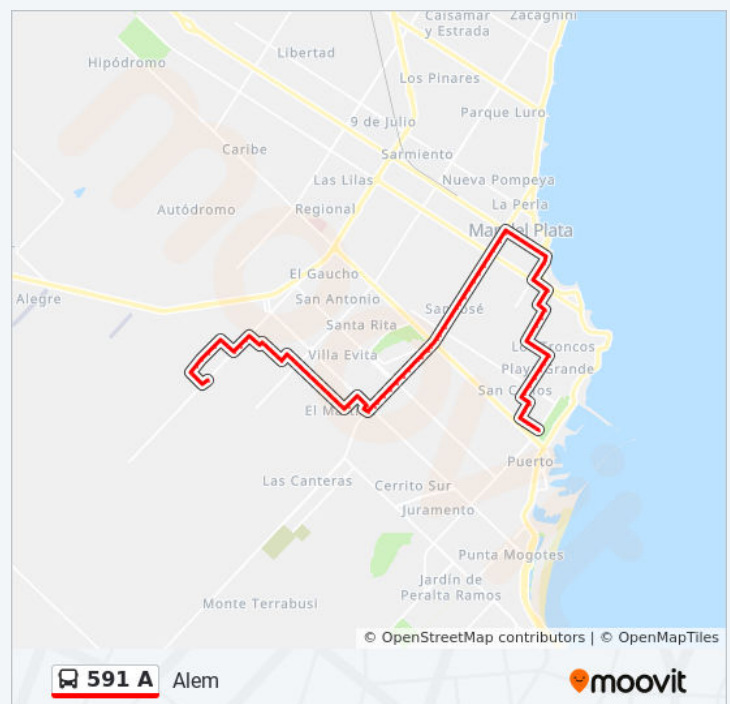 Caisamar
y Estrada
Zacagnini
Libertad
Hipódromo
Los Pinares
Parque Luro
9 de Julio
Caribe
Sarmiento
Las Lilas
Nueva Pompeya
La Perla
Autódromo
Regional
Mar del Plata
El Gaucho
Alegre
San Antonio
San José
Santa Rita
Villa Evita
Los Troncos
Playa Grande
San Carlos
El Martillo
Puerto
Las Canteras
Cerrito Sur
Juramento
Punta Mogotes
Jardín de
Peralta Ramos
Monte Terrabusi
moovit
© OpenStreetMap contributors | © OpenMapTiles
591 A
Alem
moovit